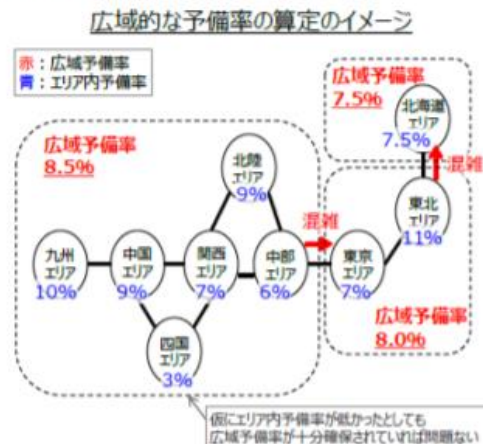 広域的な予備率の算定のイメージ
赤：広域予備率
青：エリア内予備率
広域予備率
7.5%
北海道
エリア
7.5%
広域予備率
8.5%
北陸
エリア
9%
混雑
混雑
東北
エリア
11%
九州
エリア
10%
中国
エリア
9%
関西
エリア
7%
中部
エリア
6%
東京
エリア
7%
四国
エリア
3%
広域予備率
8.0%
仮にエリア内予備率が低かったとしても
広域予備率が十分確保されていれば問題ない